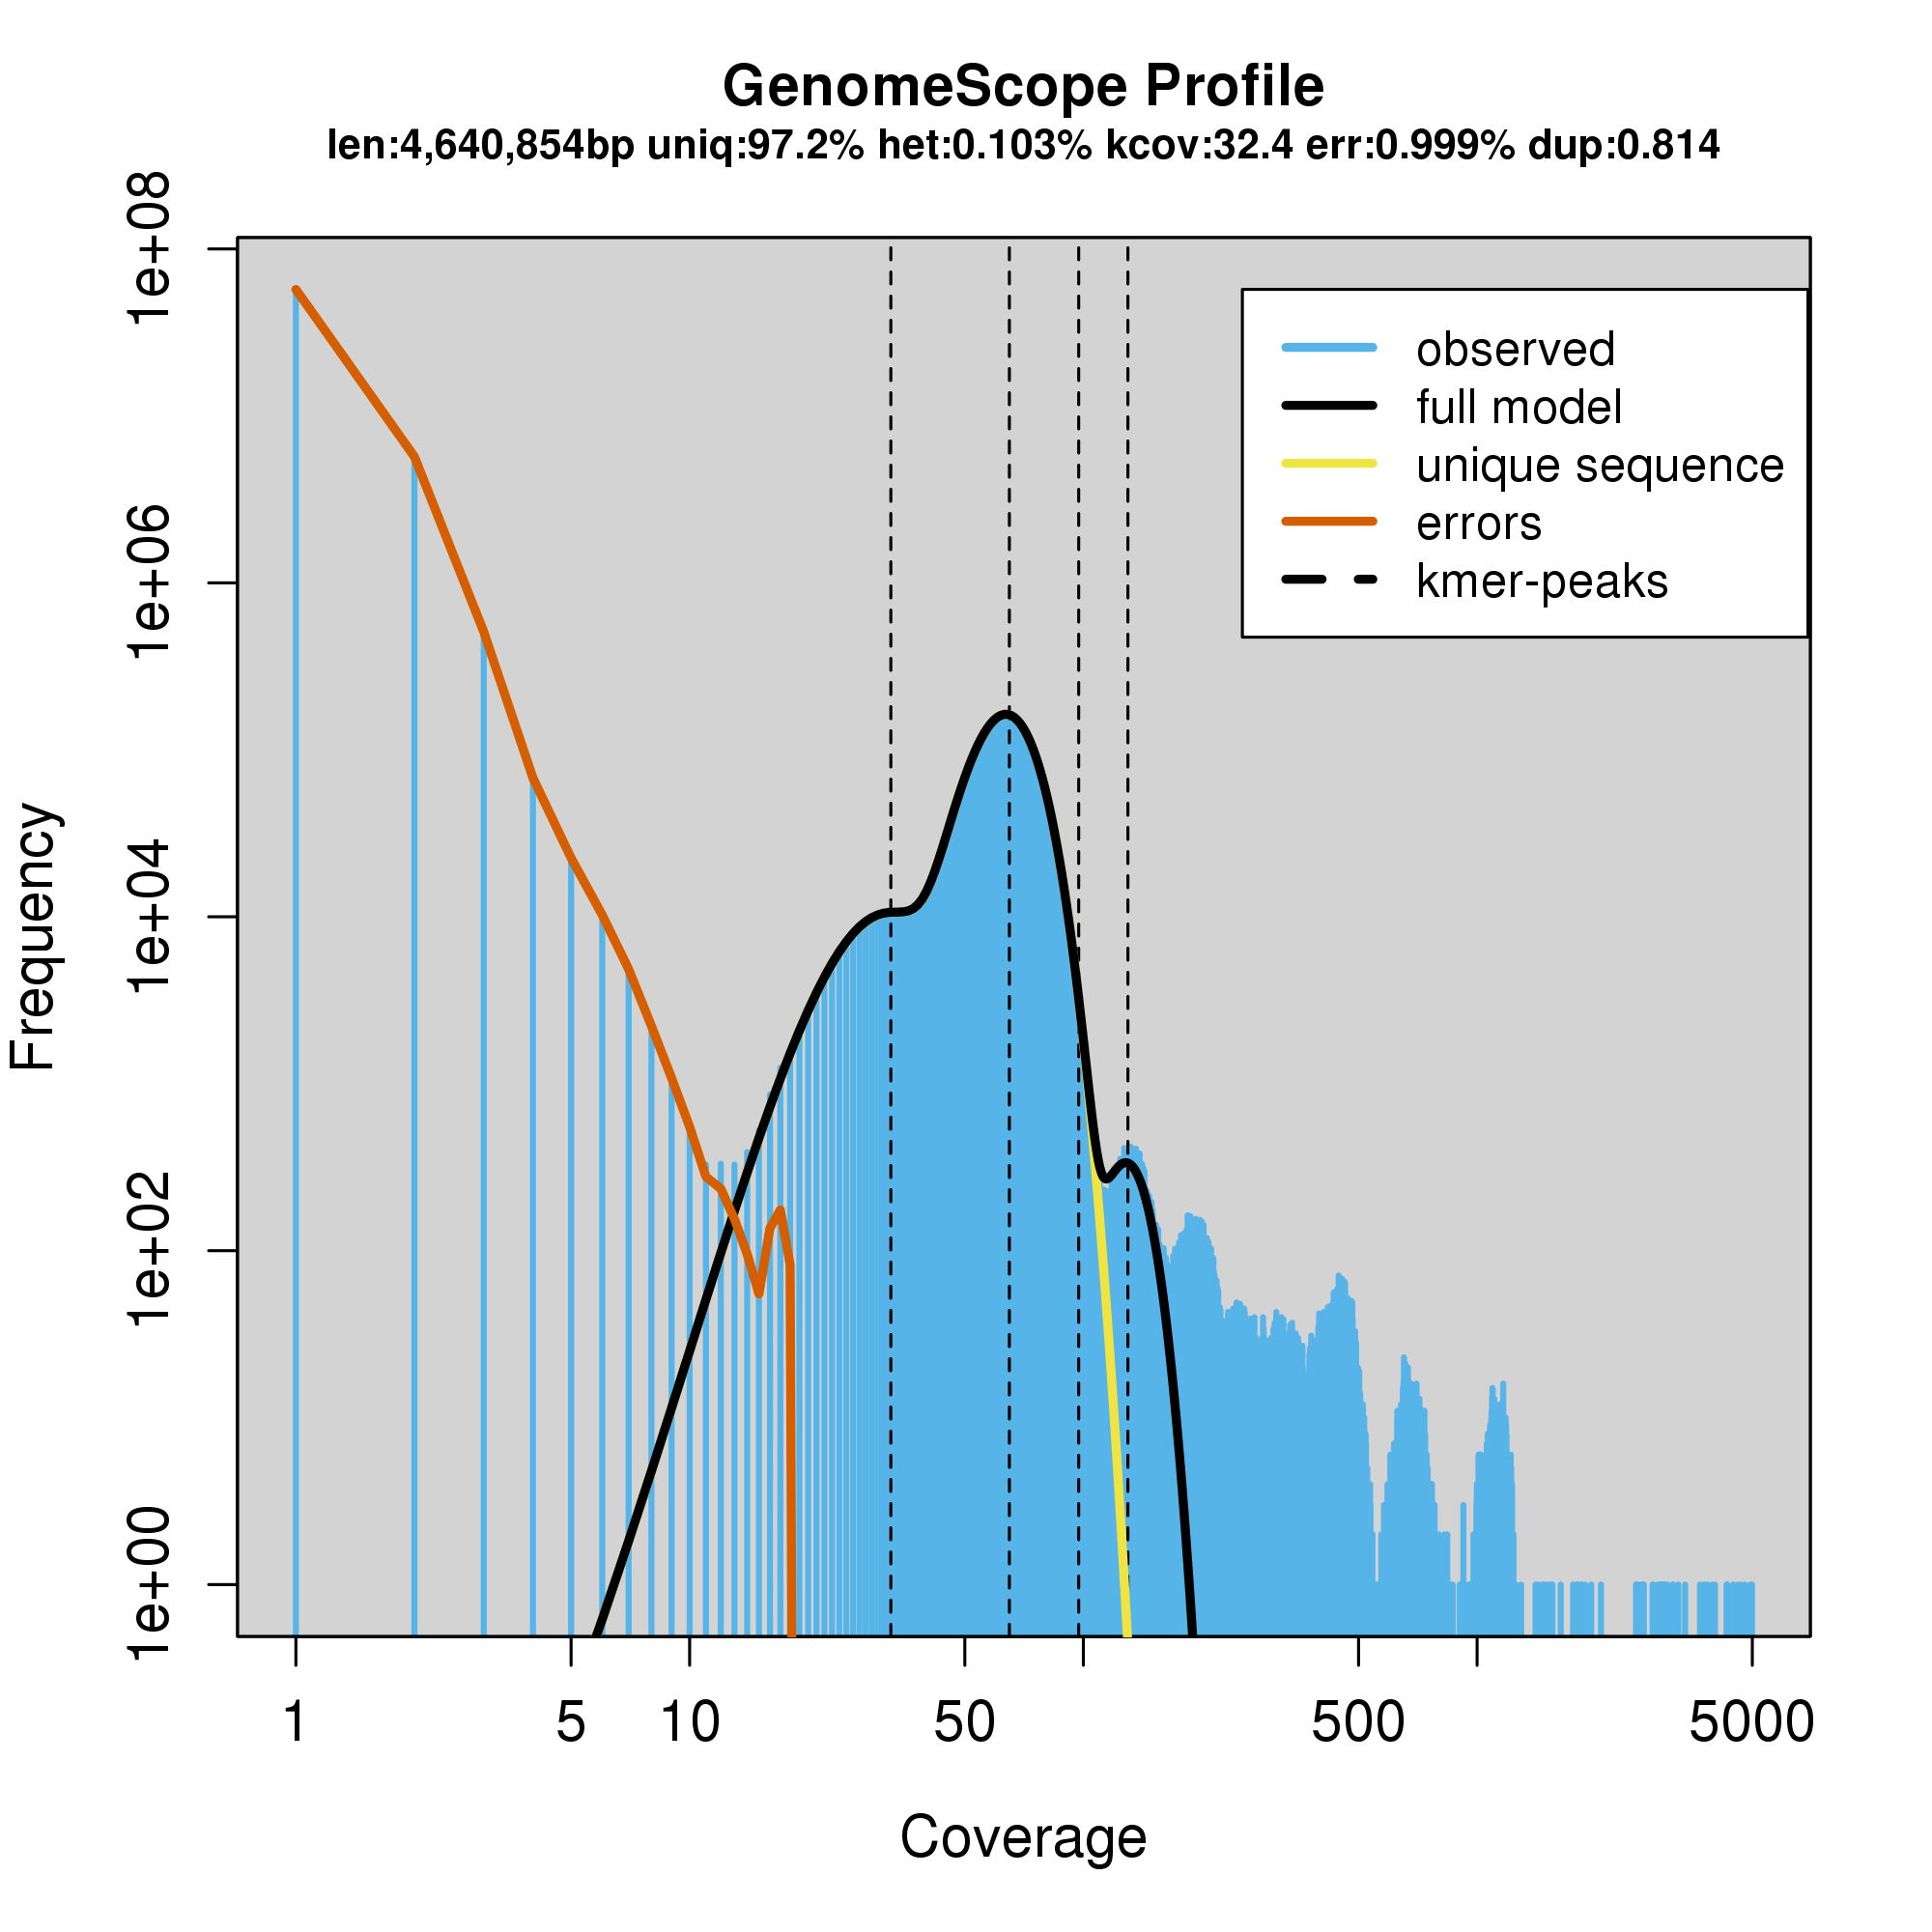 GenomeScope Profile
len:4,640,854bp uniq:97.2% het:0.103% kcov:32.4 err:0.999% dup:0.814
1e+08
1e+06
1e+04
1e+02
1e+00
Frequency
observed
full model
unique sequence
errors
kmer-peaks
1 5 10 50 500 5000
Coverage